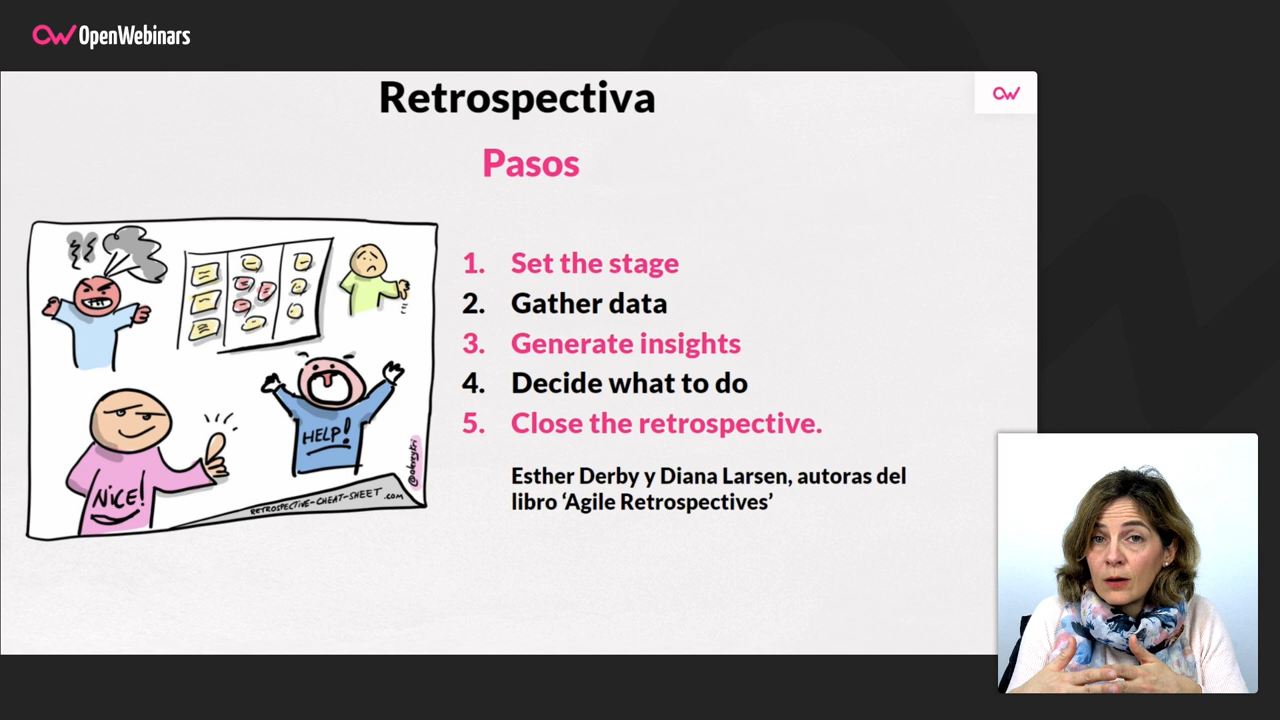 OpenWebinars
Retrospectiva
Pasos
1. Set the stage
2. Gather data
3. Generate insights
4. Decide what to do
5. Close the retrospective.
Esther Derby y Diana Larsen, autoras del
libro ‘Agile Retrospectives’
HELP!
NiCE!
RETROSPECTIVE-CHEAT-SHEET.com